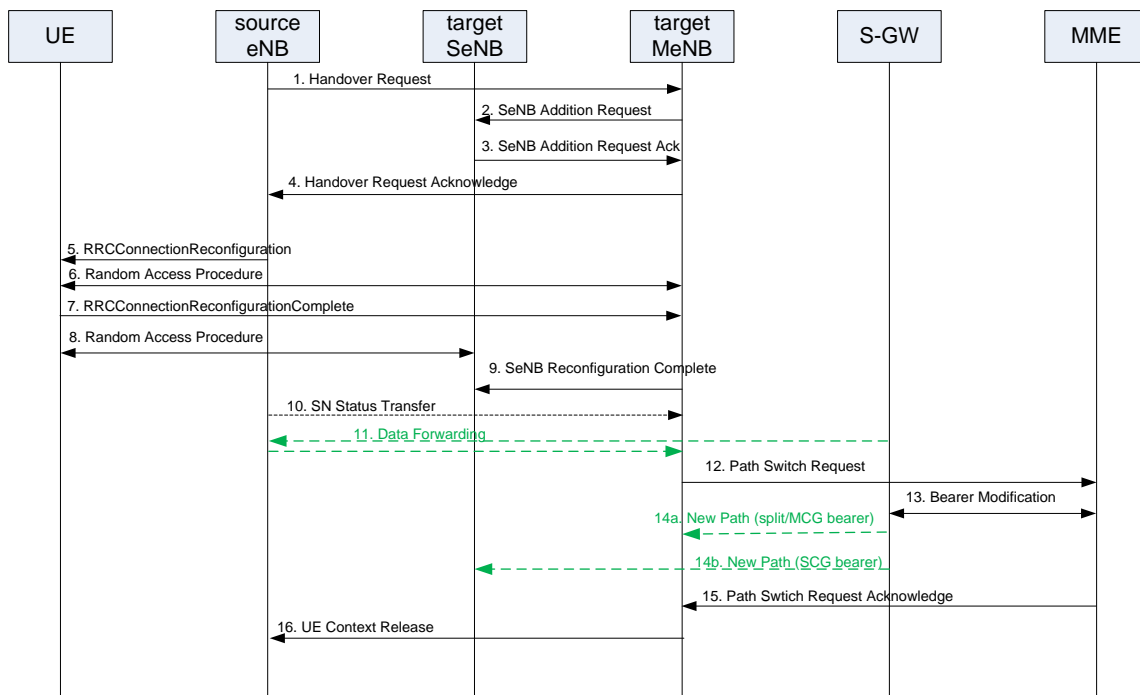 UE
source
eNB
target
SeNB
target
MeNB
S-GW
MME
1. Handover Request
2. SeNB Addition Request
3. SeNB Addition Request Ack
4. Handover Request Acknowledge
5. RRCConnectionReconfiguration
6. Random Access Procedure
7. RRCConnectionReconfigurationComplete
8. Random Access Procedure
9. SeNB Reconfiguration Complete
10. SN Status Transfer
11. Data Forwarding
12. Path Switch Request
13. Bearer Modification
14a. New Path (split/MCG bearer)
14b. New Path (SCG bearer)
15. Path Swtich Request Acknowledge
16. UE Context Release